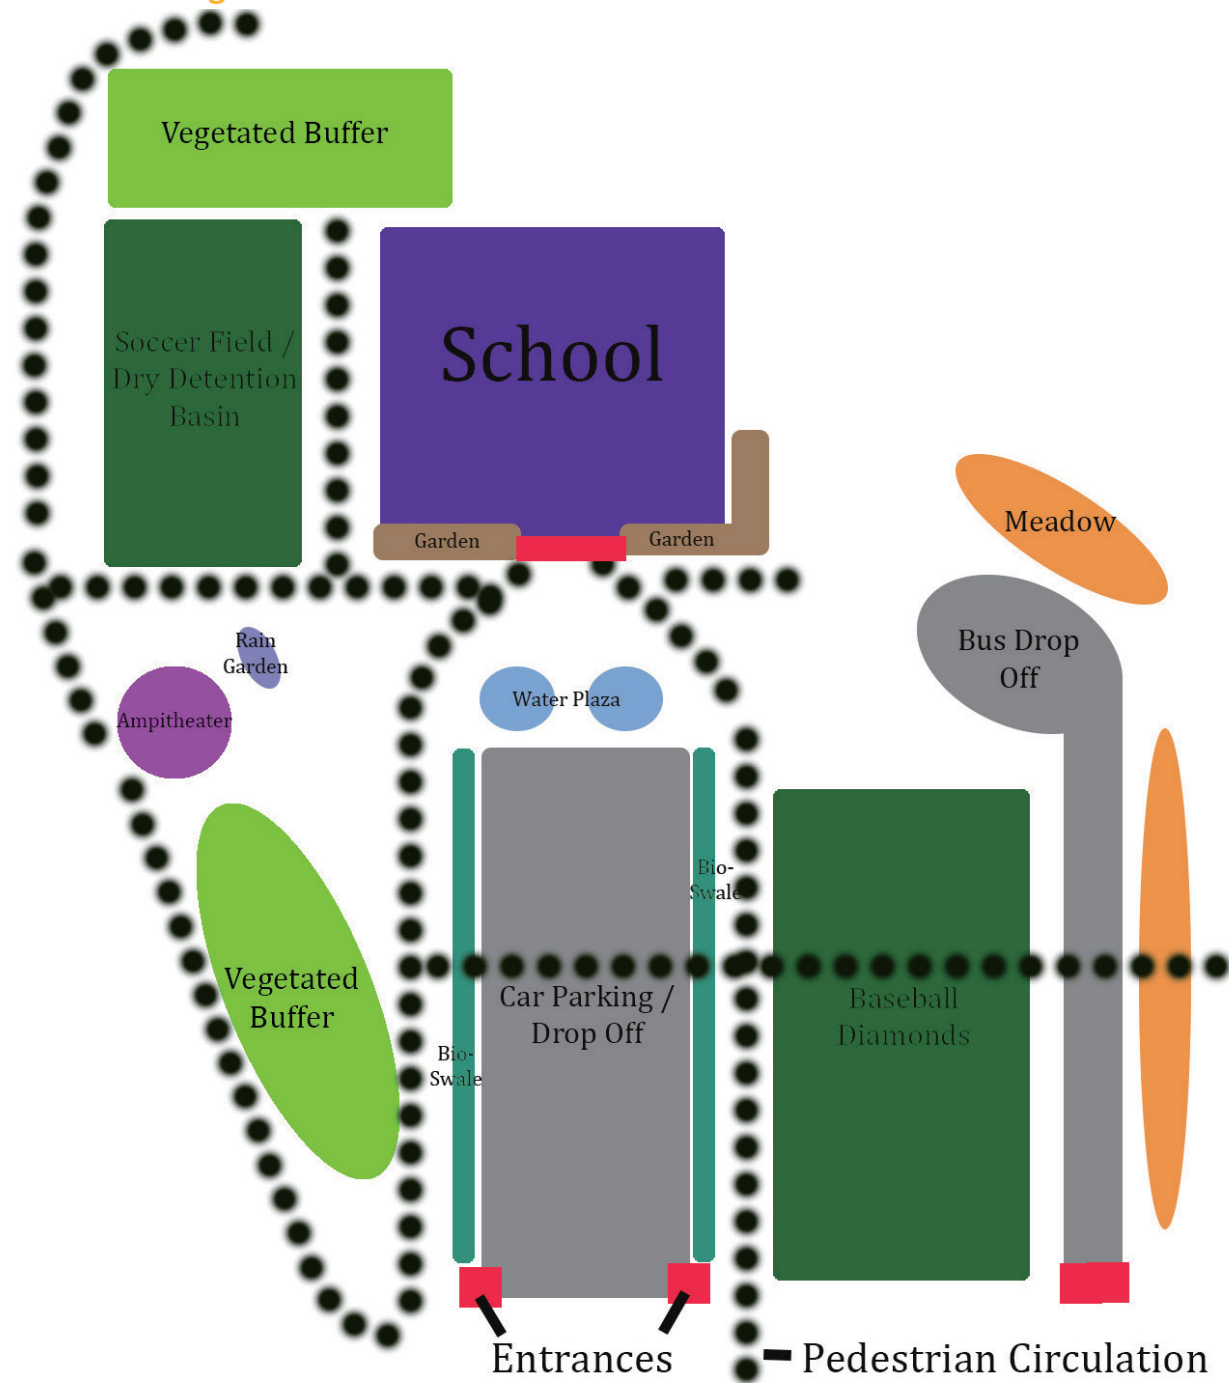 Vegetated Buffer
School
Soccer Field /
Dry Detention
Basin
Garden
Garden
Meadow
Rain
Garden
Bus Drop
Off
Water Plaza
Ampitheater
Bio-
Swale
Vegetated
Buffer
Car Parking /
Drop Off
Baseball
Diamonds
Bio-
Swale
Entrances
Pedestrian Circulation